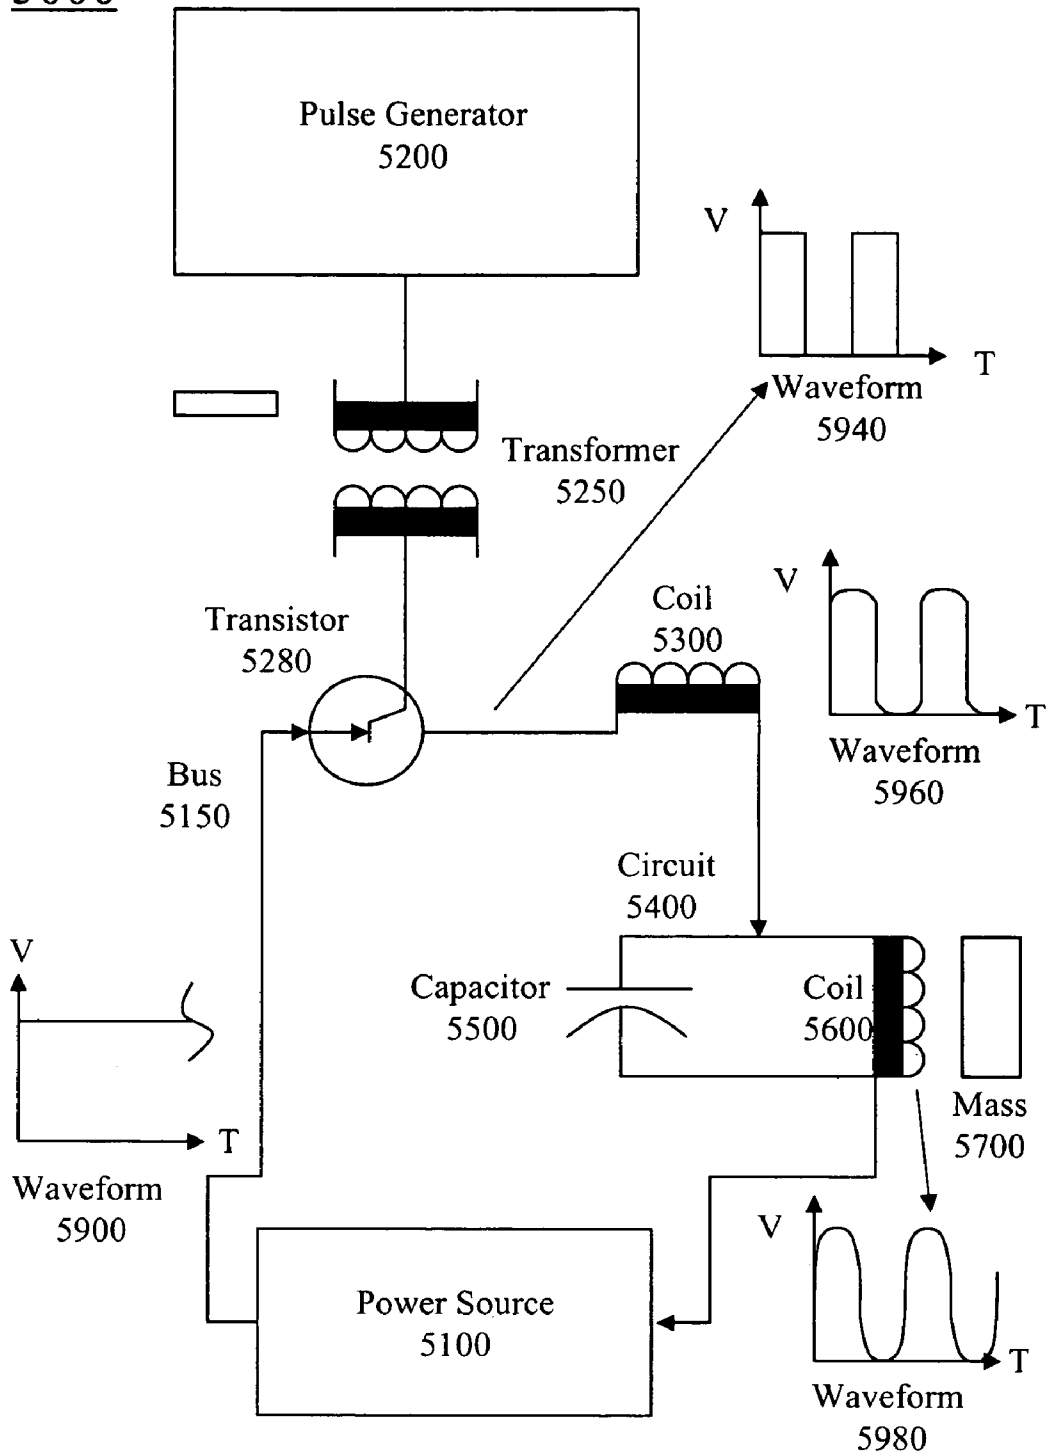 Pulse Generator
5200
V
T
Waveform
5940
Transformer
5250
V
T
Waveform
5960
Coil
5300
Transistor
5280
Bus
5150
Circuit
5400
V
T
Waveform
5900
Capacitor
5500
Coil
5600
Mass
5700
Power Source
5100
V
T
Waveform
5980